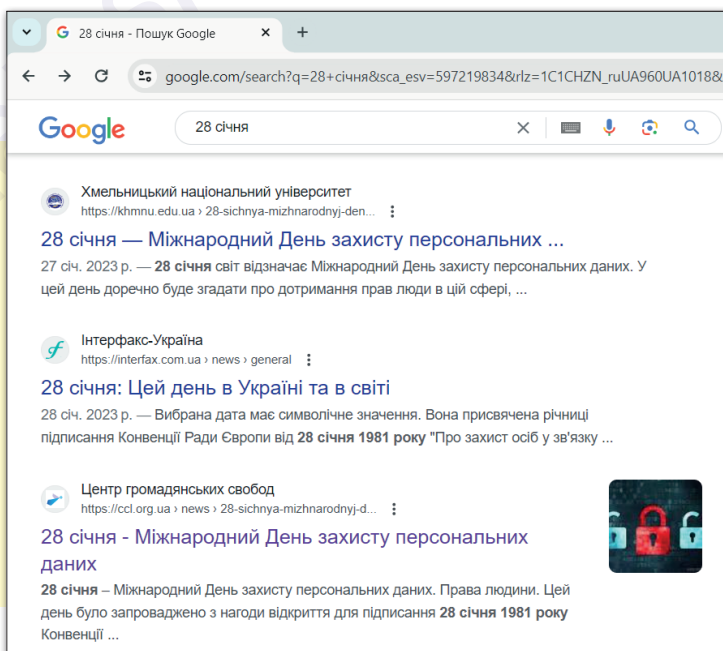 28 січня - Пошук Google
google.com/search?q=28+січня&sca_esv=597219834&rlz=1C1CHZN_ruUA960UA1018&
Google
28 січня
Хмельницький національний університет
https://khmnu.edu.ua › 28-sichnya-mizhnarodnyj-den...
28 січня — Міжнародний День захисту персональних ...
27 січ. 2023 р. — 28 січня світ відзначає Міжнародний День захисту персональних даних. У
цей день доречно буде згадати про дотримання прав люди в цій сфері, ...
Інтерфакс-Україна
https://interfax.com.ua › news › general
28 січня: Цей день в Україні та в світі
28 січ. 2023 р. — Вибрана дата має символічне значення. Вона присвячена річниці
підписання Конвенції Ради Європи від 28 січня 1981 року "Про захист осіб у зв'язку ...
Центр громадянських свобод
https://ccl.org.ua › news › 28-sichnya-mizhnarodnyj-d...
28 січня - Міжнародний День захисту персональних
даних
28 січня – Міжнародний День захисту персональних даних. Права людини. Цей
день було запроваджено з нагоди відкриття для підписання 28 січня 1981 року
Конвенції ...